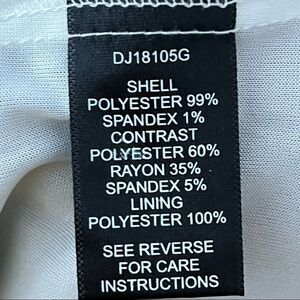 DJ18105G
SHELL
POLYESTER 99%
SPANDEX 1%
CONTRAST
POLYESTER 60%
RAYON 35%
SPANDEX 5%
LINING
POLYESTER 100%
SEE REVERSE
FOR CARE
INSTRUCTIONS